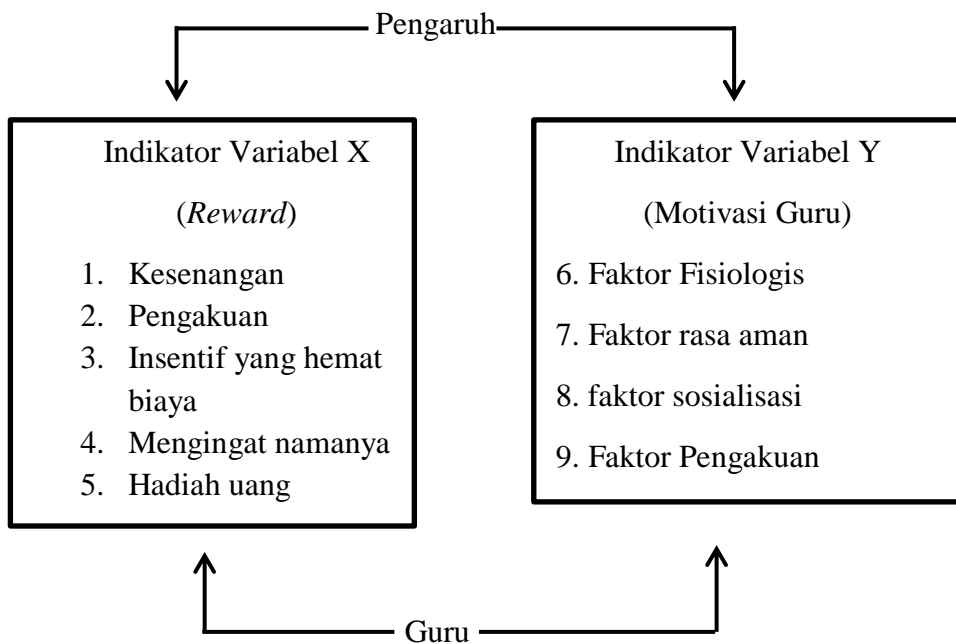 Pengaruh
Indikator Variabel X
(Reward)
1. Kesenangan
2. Pengakuan
3. Insentif yang hemat
biaya
4. Mengingat namanya
5. Hadiah uang
Indikator Variabel Y
(Motivasi Guru)
6. Faktor Fisiologis
7. Faktor rasa aman
8. faktor sosialisasi
9. Faktor Pengakuan
Guru